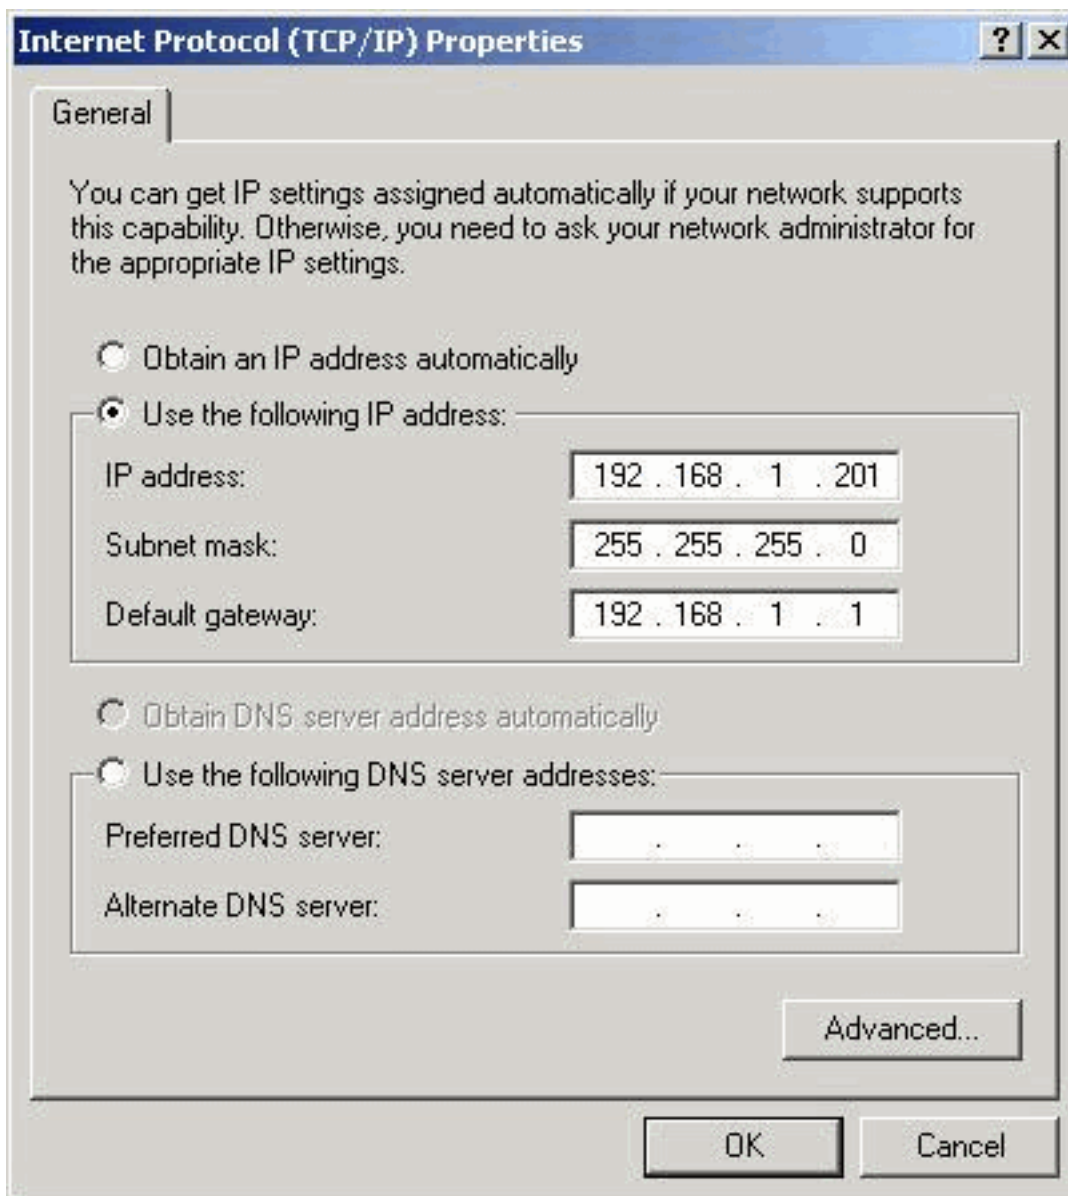 Internet Protocol (TCP/IP) Properties
General
You can get IP settings assigned automatically if your network supports
this capability. Otherwise, you need to ask your network administrator for
the appropriate IP settings.
Obtain an IP address automatically
Use the following IP address:
IP address: 192 . 168 . 1 . 201
Subnet mask: 255 . 255 . 255 . 0
Default gateway: 192 . 168 . 1 . 1
Obtain DNS server address automatically
Use the following DNS server addresses:
Preferred DNS server: . . .
Alternate DNS server: . . .
Advanced...
OK Cancel